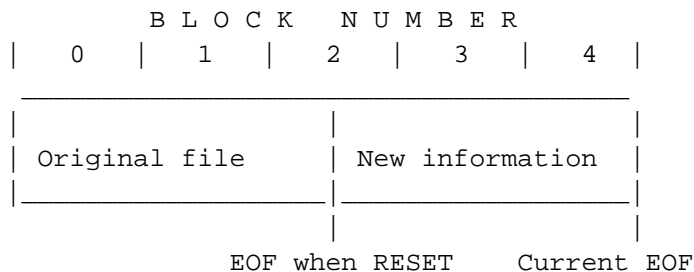 B L O C K N U M B E R
| 0 | 1 | 2 | 3 | 4 |
Original file | New information
EOF when RESET Current EOF